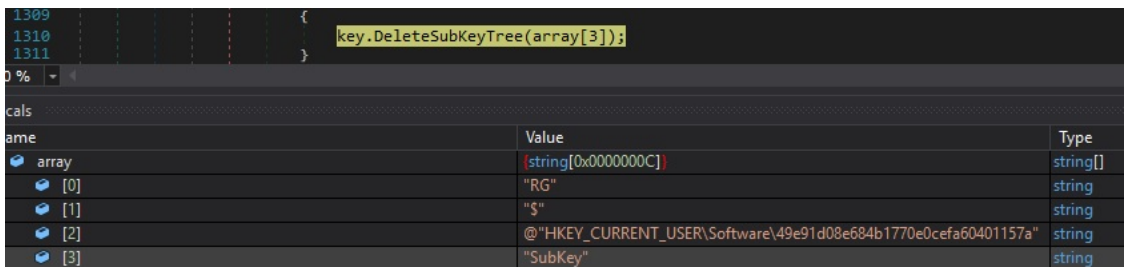 1309 {
1310 key.DeleteSubKeyTree(array[3]);
1311 }
0 %
cals
ame Value Type
array {string[0x0000000C]} string[]
[0] "RG" string
[1] "$" string
[2] @"HKEY_CURRENT_USER\Software\49e91d08e684b1770e0cefa60401157a" string
[3] "SubKey" string